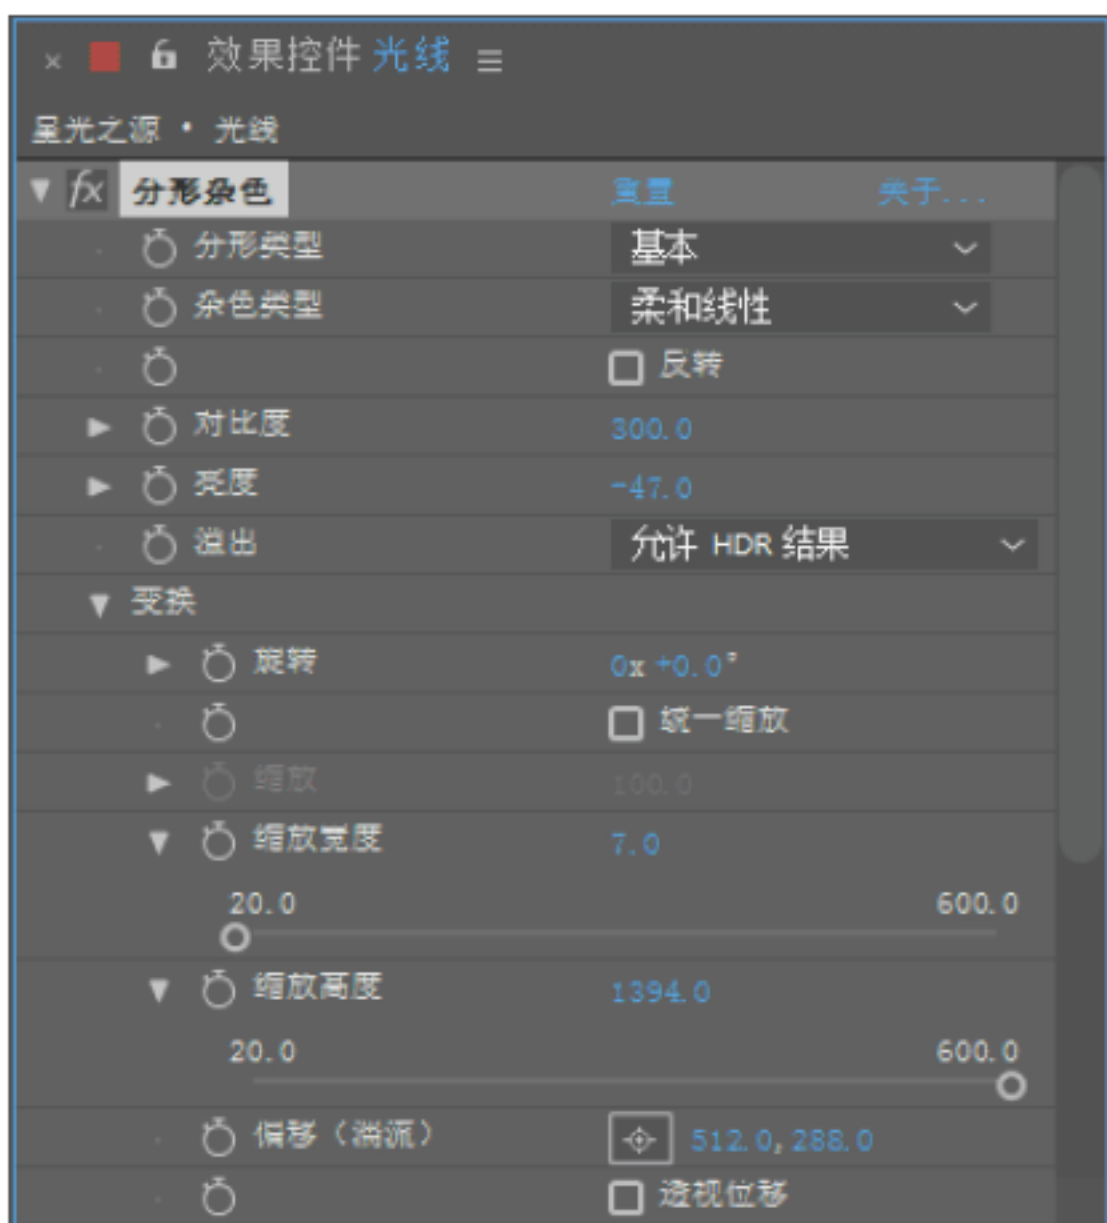 效果控件 光线
星光之源 • 光线
fx 分形杂色 重置 关于...
分形类型 基本
杂色类型 柔和线性
反转
对比度 300.0
亮度 -47.0
溢出 允许 HDR 结果
变换
旋转 0x +0.0°
统一缩放
缩放 100.0
缩放宽度 7.0
20.0 600.0
缩放高度 1394.0
20.0 600.0
偏移（湍流） 512.0, 288.0
透视位移